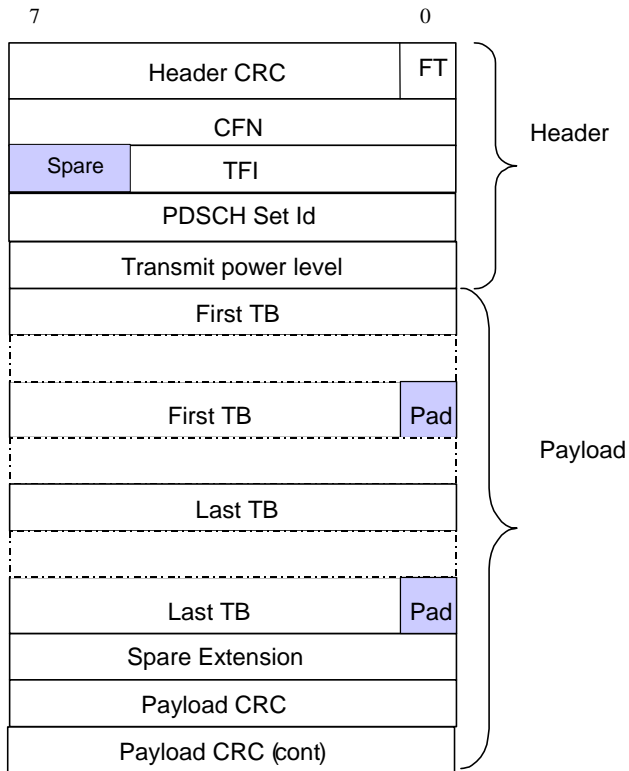 7 0
Header CRC FT
CFN
Header
Spare TFI
PDSCH Set Id
Transmit power level
First TB
First TB Pad
Payload
Last TB
Last TB Pad
Spare Extension
Payload CRC
Payload CRC (cont)